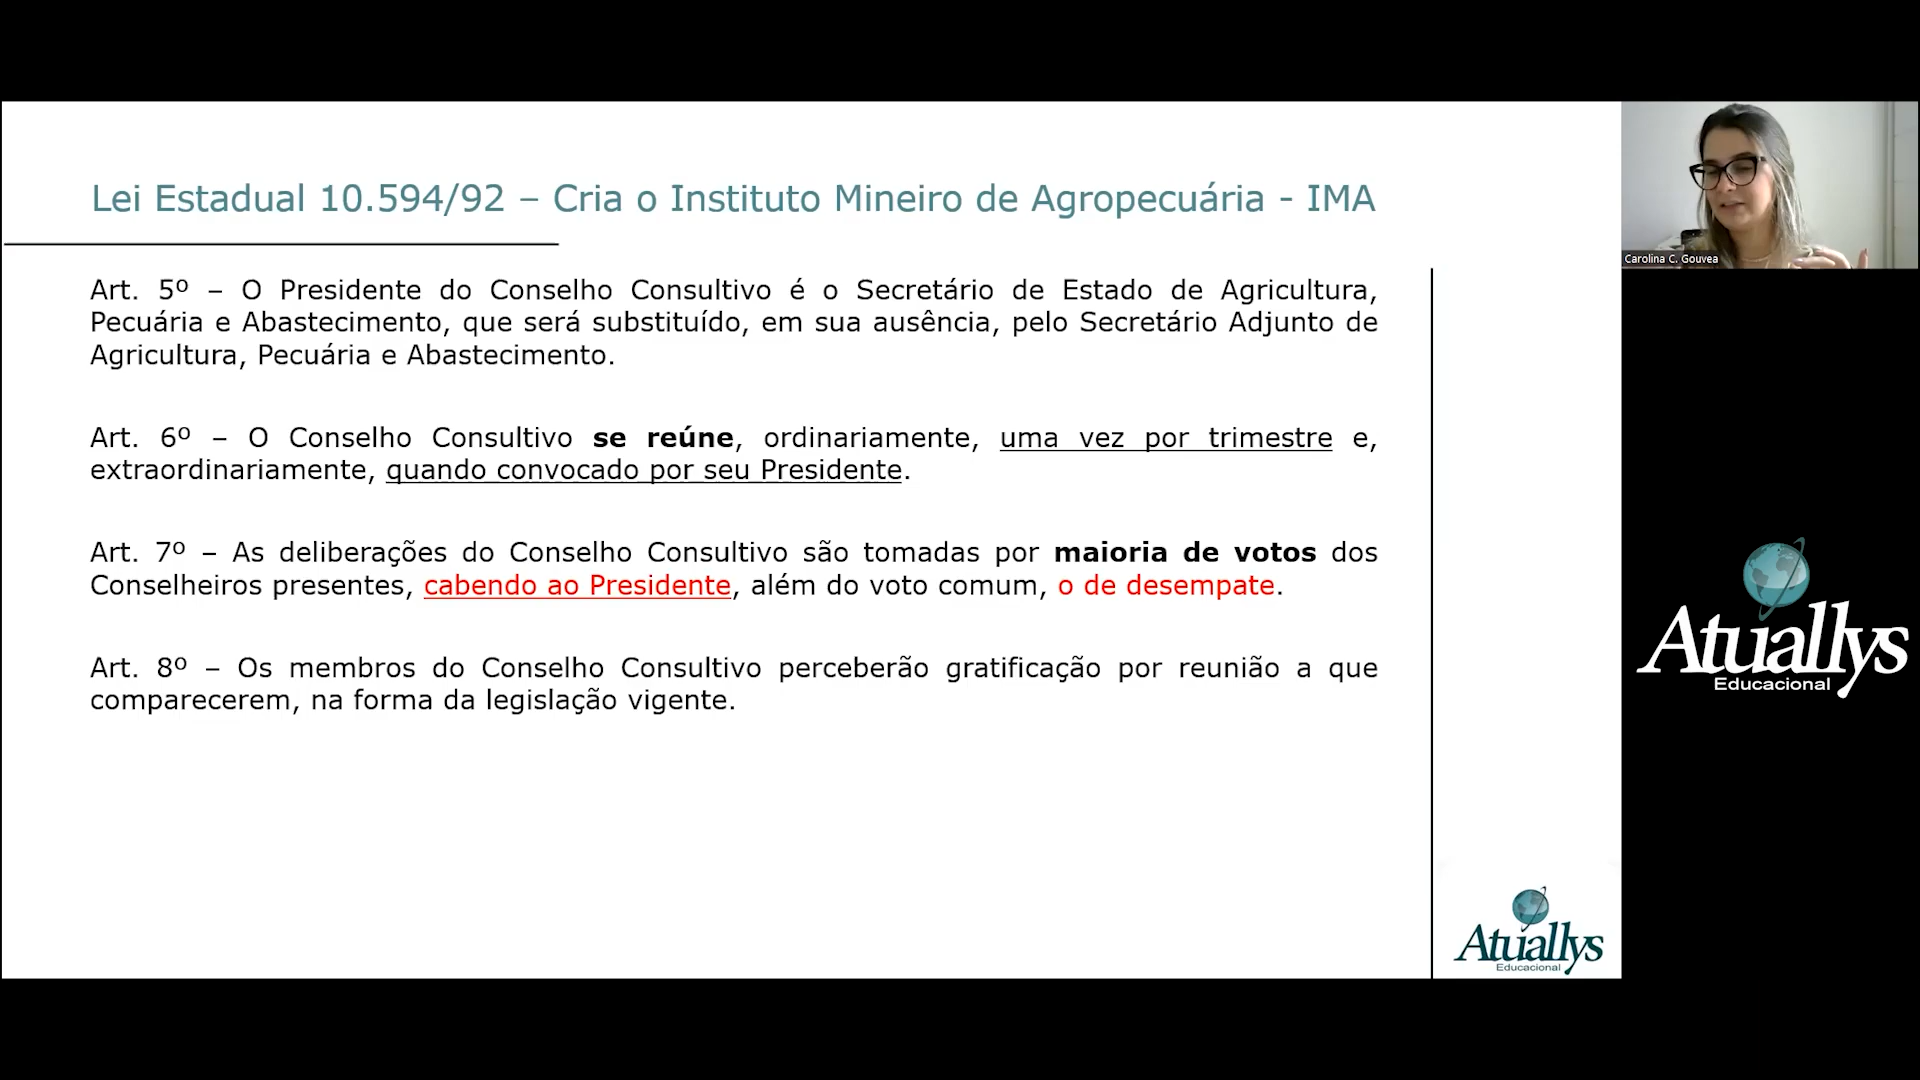 Lei Estadual 10.594/92 – Cria o Instituto Mineiro de Agropecuária - IMA
Art. 5º – O Presidente do Conselho Consultivo é o Secretário de Estado de Agricultura,
Pecuária e Abastecimento, que será substituído, em sua ausência, pelo Secretário Adjunto de
Agricultura, Pecuária e Abastecimento.
Art. 6º – O Conselho Consultivo se reúne, ordinariamente, uma vez por trimestre e,
extraordinariamente, quando convocado por seu Presidente.
Art. 7º – As deliberações do Conselho Consultivo são tomadas por maioria de votos dos
Conselheiros presentes, cabendo ao Presidente, além do voto comum, o de desempate.
Art. 8º – Os membros do Conselho Consultivo perceberão gratificação por reunião a que
comparecerem, na forma da legislação vigente.
Atuallys
Educacional
Carolina C. Gouvea
Atuallys
Educacional